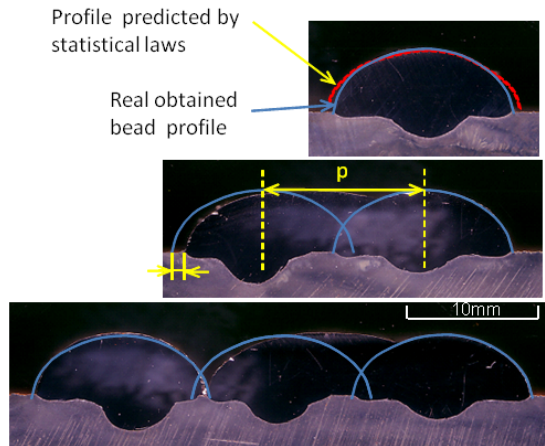 Profile predicted by
statistical laws
Real obtained
bead profile
p
10mm